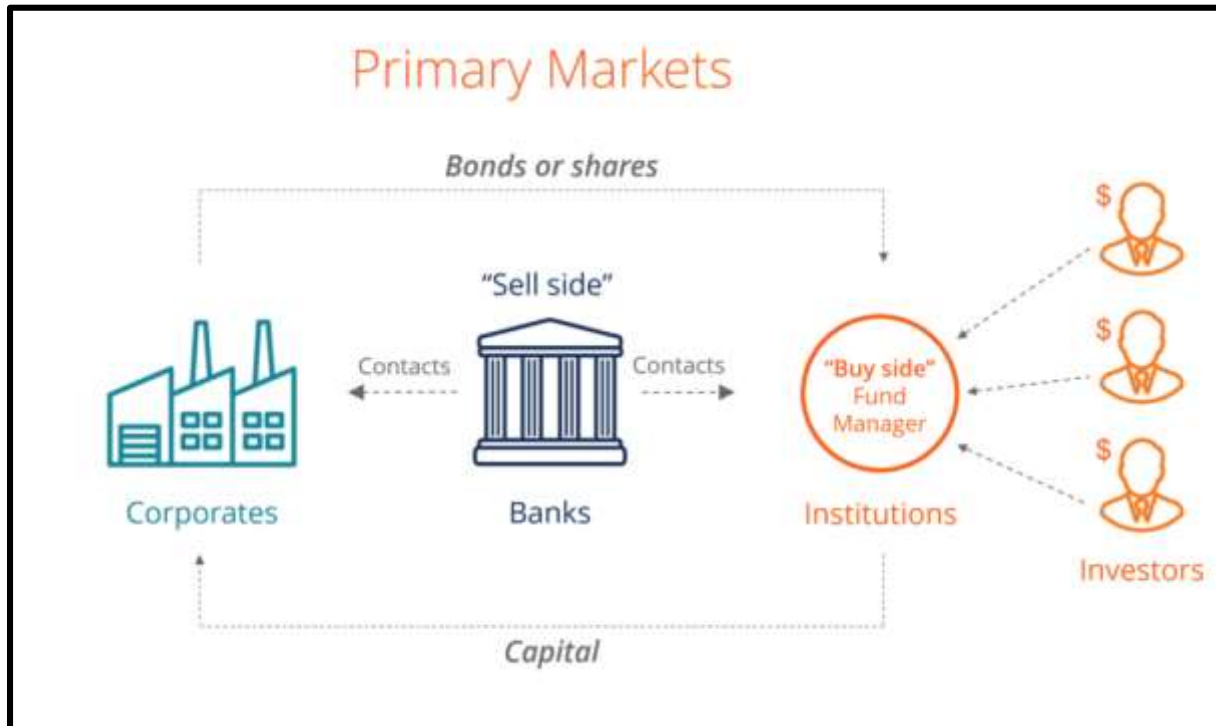 Primary Markets
Bonds or shares
$
“Sell side”
$
Contacts
Contacts
“Buy side”
Fund
Manager
$
Corporates
Banks
Institutions
Investors
Capital